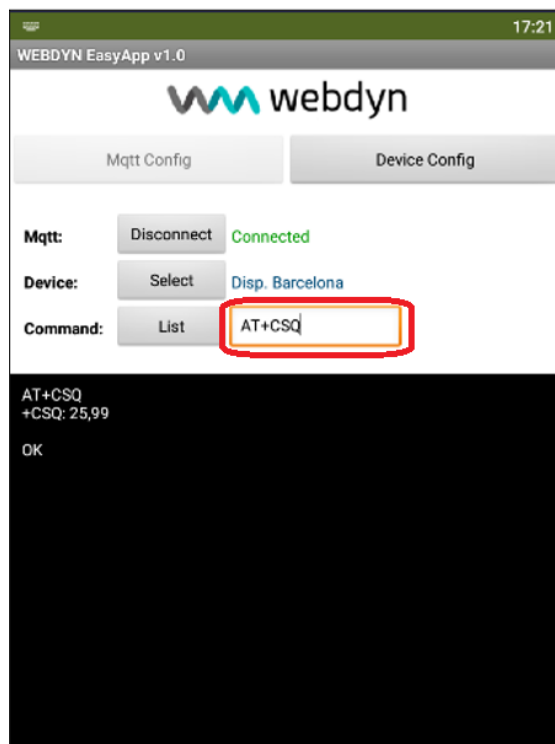 17:21
WEBDYN EasyApp v1.0
webdyn
Mqtt Config Device Config
Mqtt: Disconnect Connected
Device: Select Disp. Barcelona
Command: List AT+CSQ
AT+CSQ
+CSQ: 25,99
OK